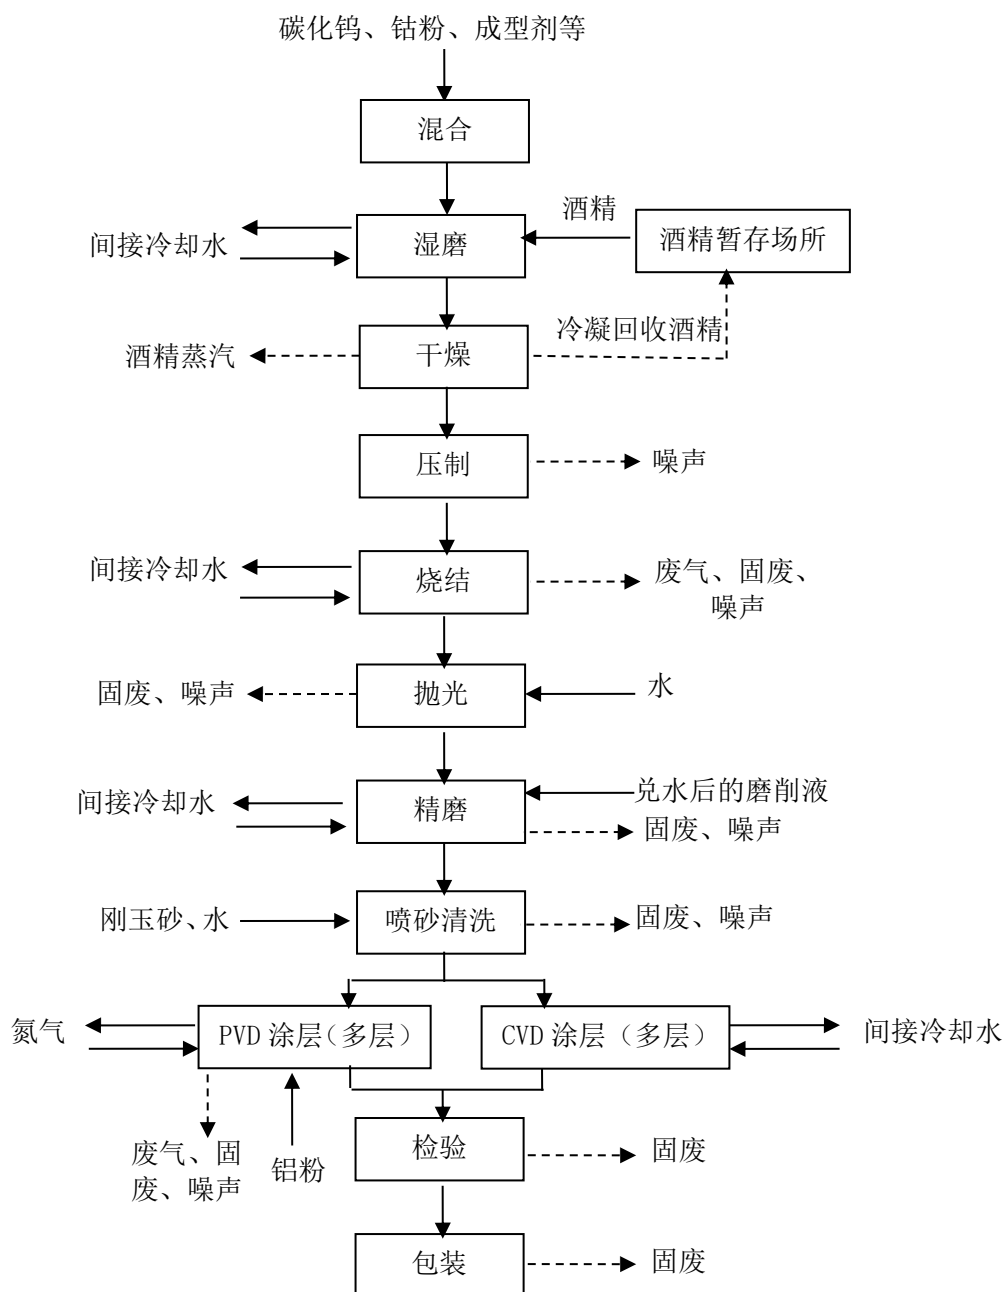 碳化钨、钴粉、成型剂等
混合
酒精
间接冷却水
湿磨
酒精暂存场所
冷凝回收酒精
酒精蒸汽
干燥
压制
噪声
间接冷却水
烧结
废气、固废、
噪声
固废、噪声
抛光
水
间接冷却水
精磨
兑水后的磨削液
固废、噪声
刚玉砂、水
喷砂清洗
固废、噪声
氮气
PVD 涂层(多层)
CVD 涂层（多层）
间接冷却水
废气、固
废、噪声
铝粉
检验
固废
包装
固废